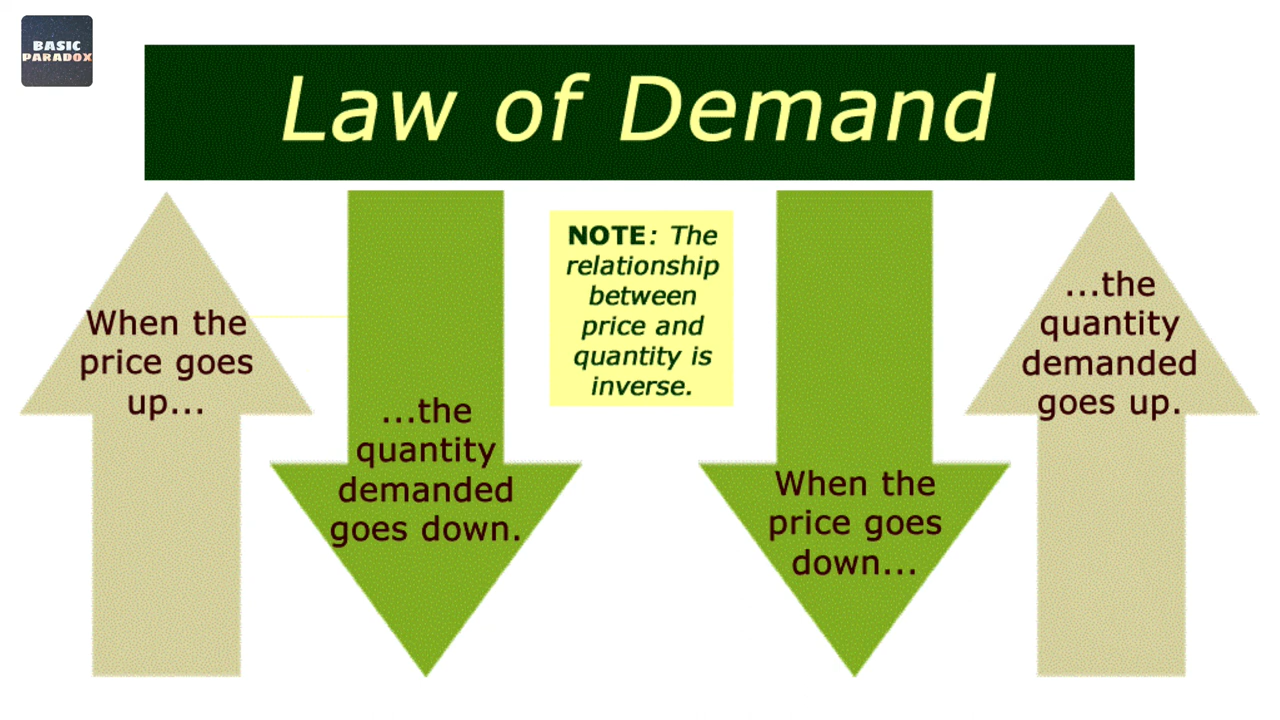 BASIC
PARADOX
Law of Demand
When the
price goes
up...
...the
quantity
demanded
goes down.
NOTE: The
relationship
between
price and
quantity is
inverse.
When the
price goes
down...
...the
quantity
demanded
goes up.